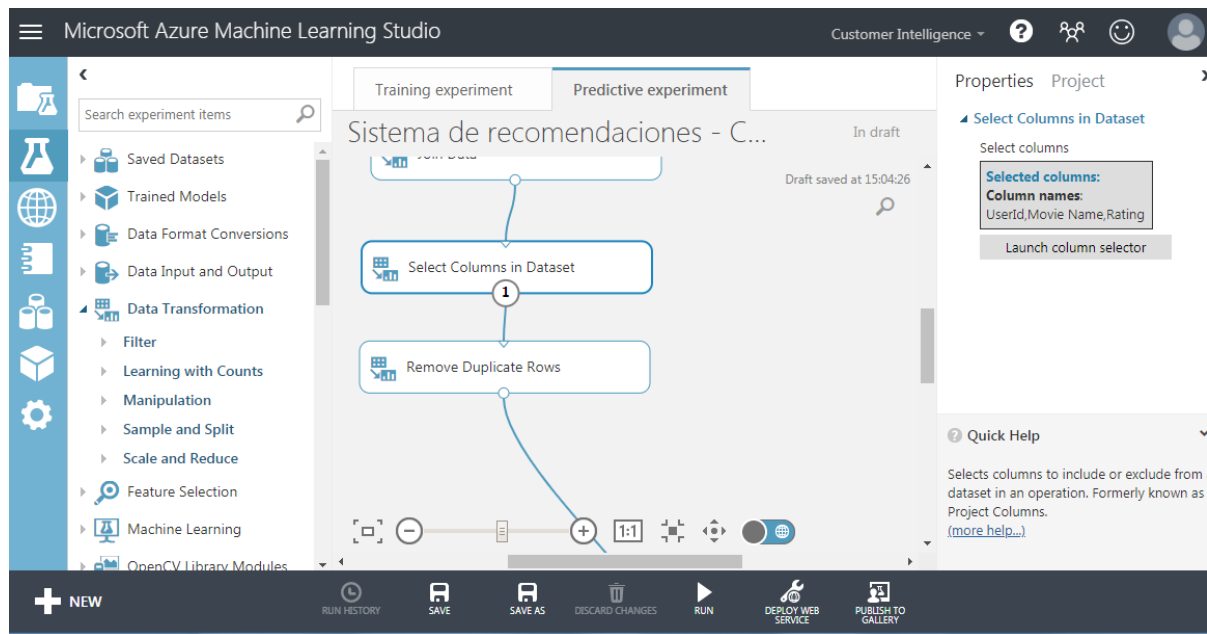 Microsoft Azure Machine Learning Studio
Customer Intelligence
?
Search experiment items
Saved Datasets
Trained Models
Data Format Conversions
Data Input and Output
Data Transformation
Filter
Learning with Counts
Manipulation
Sample and Split
Scale and Reduce
Feature Selection
Machine Learning
OpenCV Library Modules
Training experiment
Predictive experiment
Sistema de recomendaciones - C...
In draft
Draft saved at 15:04:26
Join Data
Select Columns in Dataset
1
Remove Duplicate Rows
1:1
Properties
Project
Select Columns in Dataset
Select columns
Selected columns:
Column names:
UserId,Movie Name,Rating
Launch column selector
? Quick Help
Selects columns to include or exclude from
dataset in an operation. Formerly known as
Project Columns.
(more help...)
NEW
RUN HISTORY
SAVE
SAVE AS
DISCARD CHANGES
RUN
DEPLOY WEB
SERVICE
PUBLISH TO
GALLERY